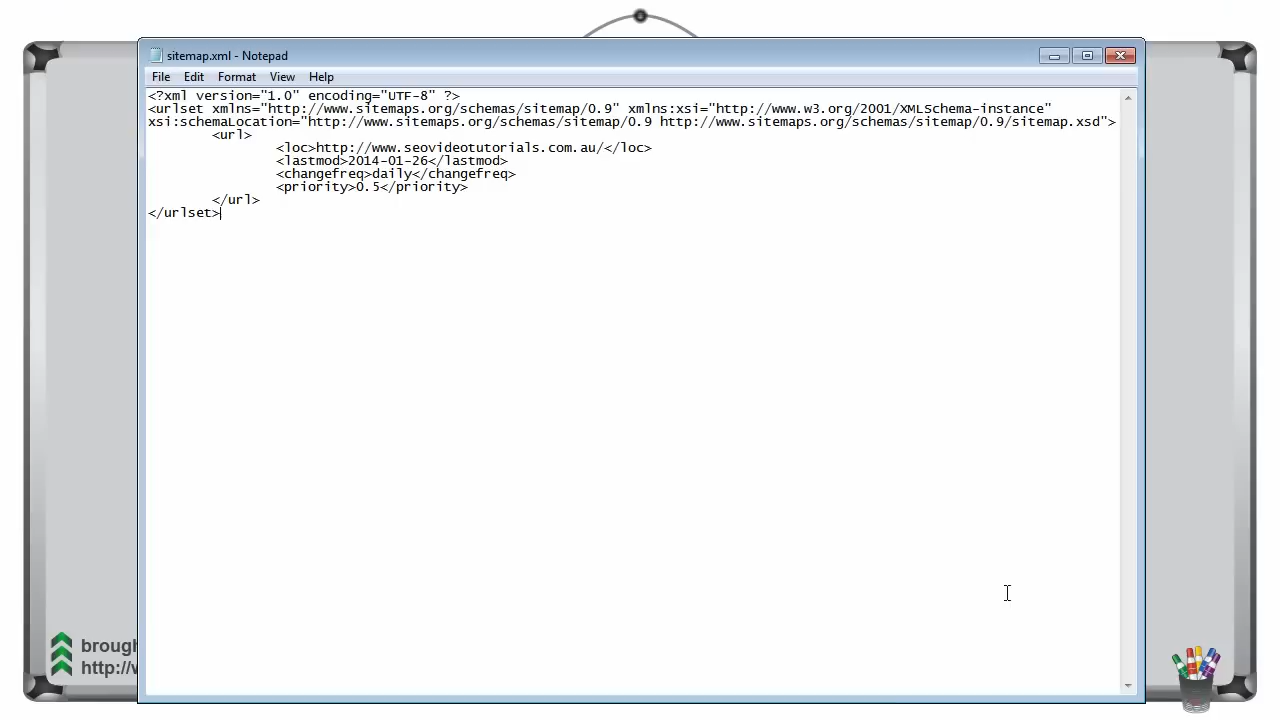 sitemap.xml - Notepad
File Edit Format View Help
<?xml version="1.0" encoding="UTF-8" ?>
<urlset xmlns="http://www.sitemaps.org/schemas/sitemap/0.9" xmlns:xsi="http://www.w3.org/2001/XMLSchema-instance"
xsi:schemaLocation="http://www.sitemaps.org/schemas/sitemap/0.9 http://www.sitemaps.org/schemas/sitemap/0.9/sitemap.xsd">
<url>
<loc>http://www.seovideotutorials.com.au/</loc>
<lastmod>2014-01-26</lastmod>
<changefreq>daily</changefreq>
<priority>0.5</priority>
</url>
</urlset>
brough
http://w